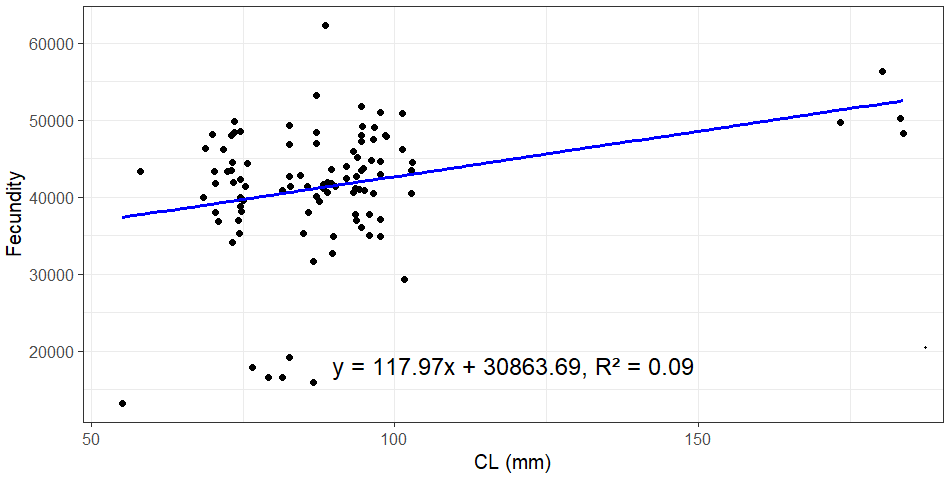 Fecundity
60000
50000
40000
30000
20000
y = 117.97x + 30863.69, R² = 0.09
50 100 150
CL (mm)